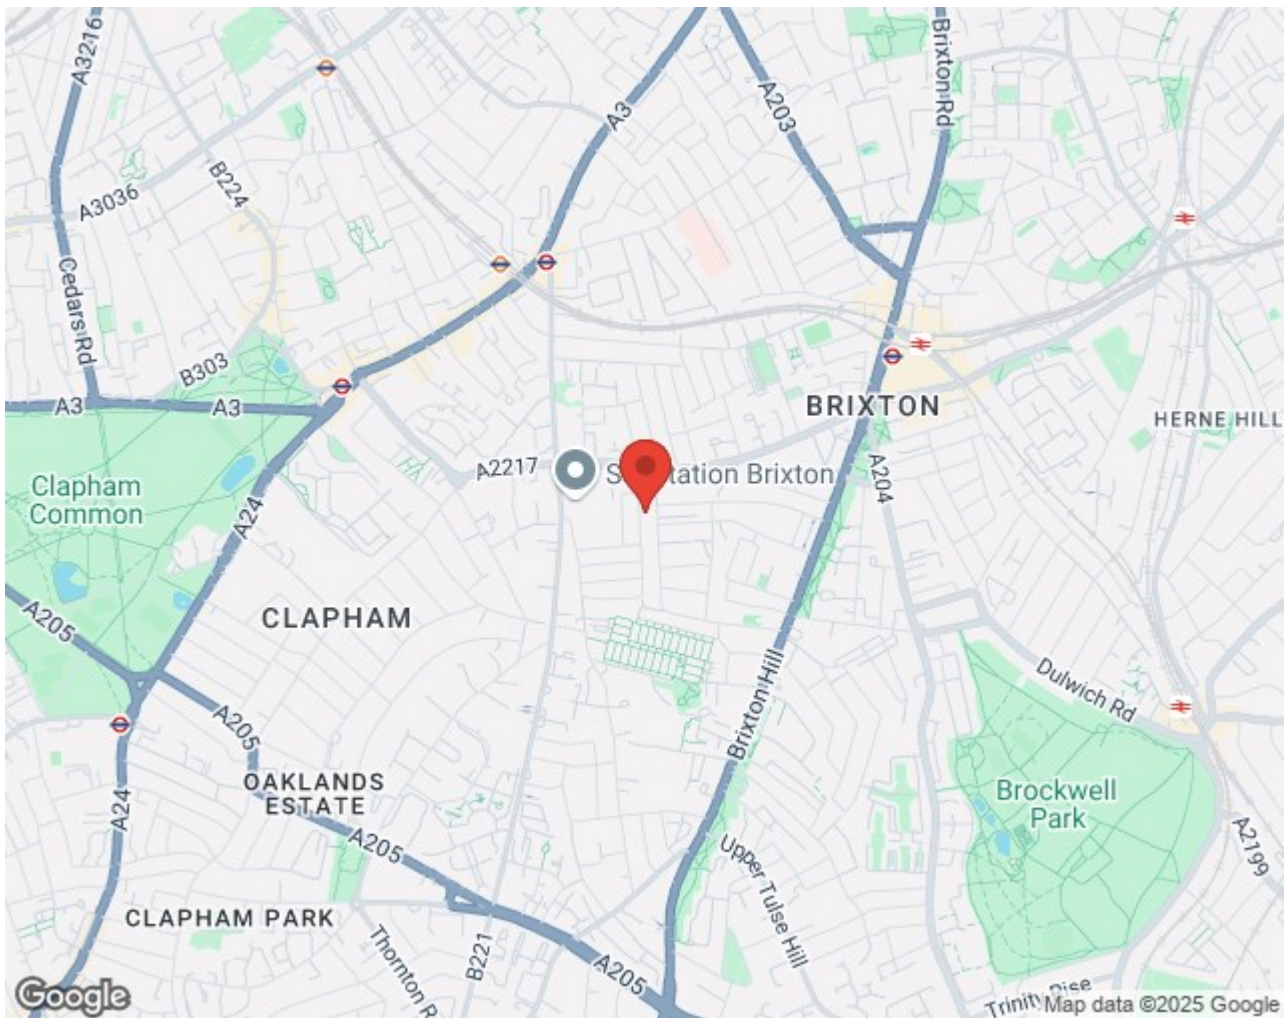 A3216
A3
A203
Brixton Rd
B224
A3036
Cedars Rd
B303
A3
A3
BRIXTON
HERNE HILL
A2217
tation Brixton
A204
Clapham
Common
A24
A205
CLAPHAM
Dulwich Rd
Brixton Hill
A205
OAKLANDS
ESTATE
Brockwell
Park
A24
A205
Upper Tulse Hill
A2199
CLAPHAM PARK
B221
A205
Google
Map data ©2025 Google